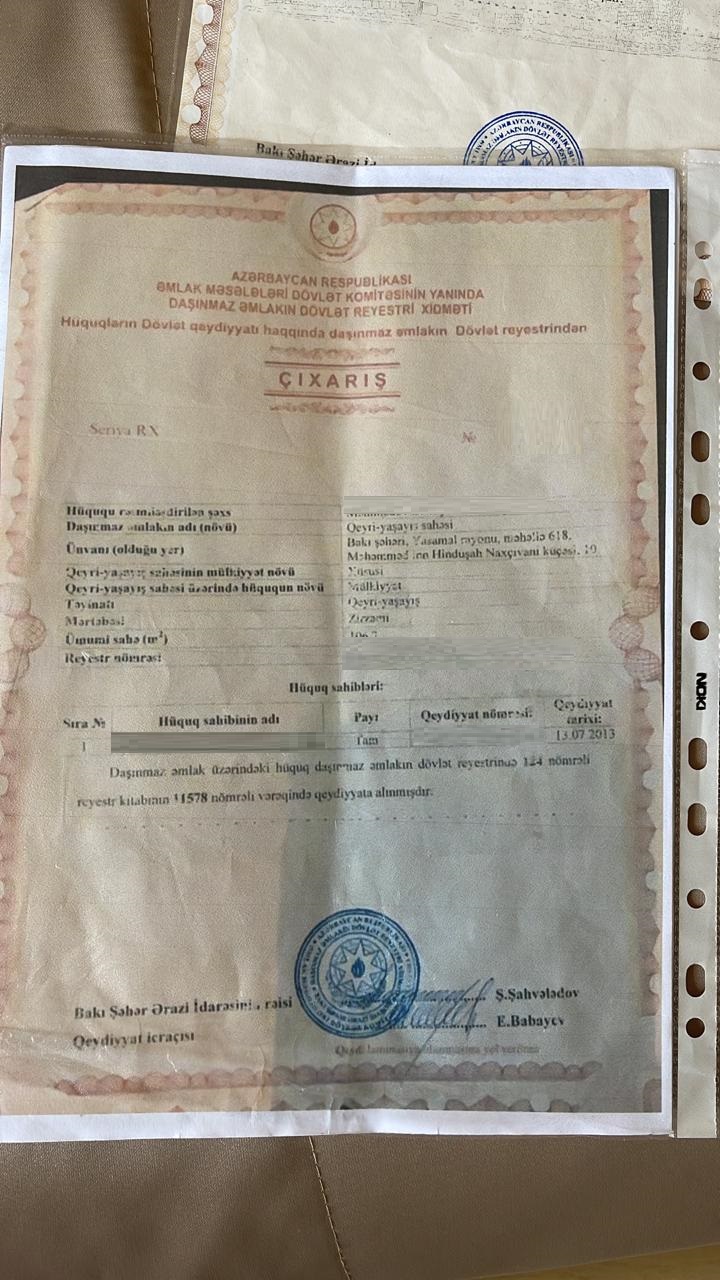 Bakı Şəhər Ərazi
AZƏRBAYCAN RESPUBLİKASI
AZƏRBAYCAN RESPUBLİKASI
ƏMLAK MƏSƏLƏLƏRİ DÖVLƏT KOMİTƏSİNİN YANINDA
DAŞINMAZ ƏMLAKIN DÖVLƏT REYESTRİ XİDMƏTİ
Hüquqların Dövlət qeydiyyatı haqqında daşınmaz əmlakın Dövlət reyestrindən
ÇIXARIŞ
Seriya RX №
Hüququ rəsmiləşdirilən şəxs
Daşınmaz əmlakın adı (növü) Qeyri-yaşayış sahəsi
Ünvanı (olduğu yer) Bakı şəhəri, Yasamal rayonu, məhəllə 618, Məhəmməd ibn Hinduşah Naxçıvani küçəsi,
Qeyri-yaşayış sahəsinin mülkiyyət növü Xüsusi
Qeyri-yaşayış sahəsi üzərində hüququn növü Mülkiyyət
Təyinatı Qeyri-yaşayış
Mərtəbəsi Zirzəmi
Ümumi sahə (m²)
Reyestr nömrəsi
Hüquq sahibləri:
Sıra № Hüquq sahibinin adı Payı Qeydiyyat nömrəsi: Qeydiyyat tarixi:
1 Tam 13.07.2013
Daşınmaz əmlak üzərindəki hüquq daşınmaz əmlakın dövlət reyestrinin 124 nömrəli
reyestr kitabının 11578 nömrəli vərəqində qeydiyyata alınmışdır.
Bakı Şəhər Ərazi İdarəsinin rəisi Ş.Şahvələdov
Qeydiyyat icraçısı E.Babayev
NOKI